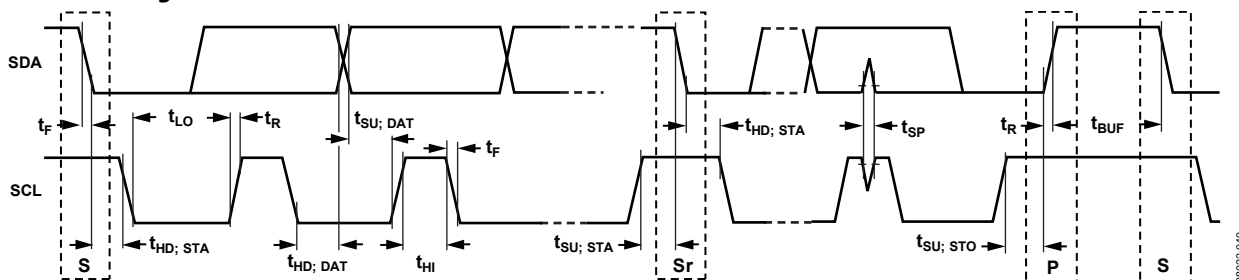 SDA
tF
tLO
tR
tSU; DAT
tF
tHD; STA
tSP
tR
tBUF
SCL
tHD; STA
S
tHD; DAT
tHI
tSU; STA
Sr
tSU; STO
P
S